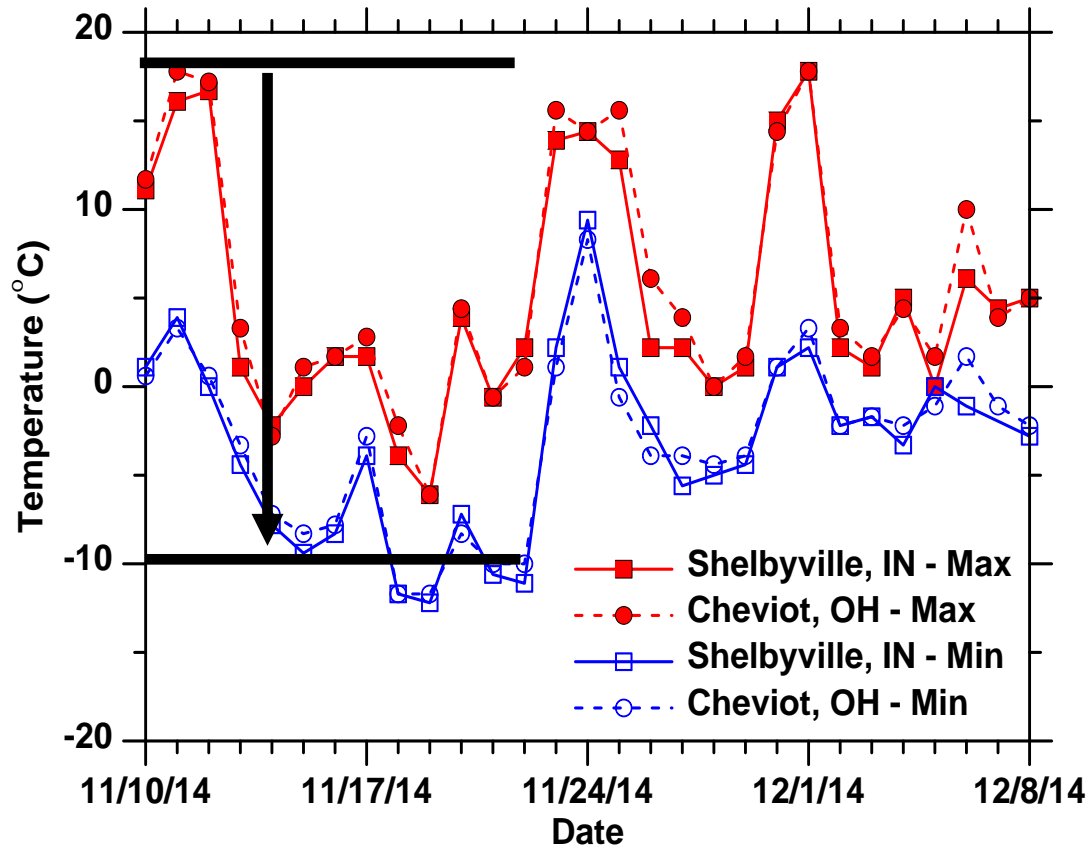 20
10
0
-10
-20
Temperature (°C)
Shelbyville, IN - Max
Cheviot, OH - Max
Shelbyville, IN - Min
Cheviot, OH - Min
11/10/14 11/17/14 11/24/14 12/1/14 12/8/14
Date